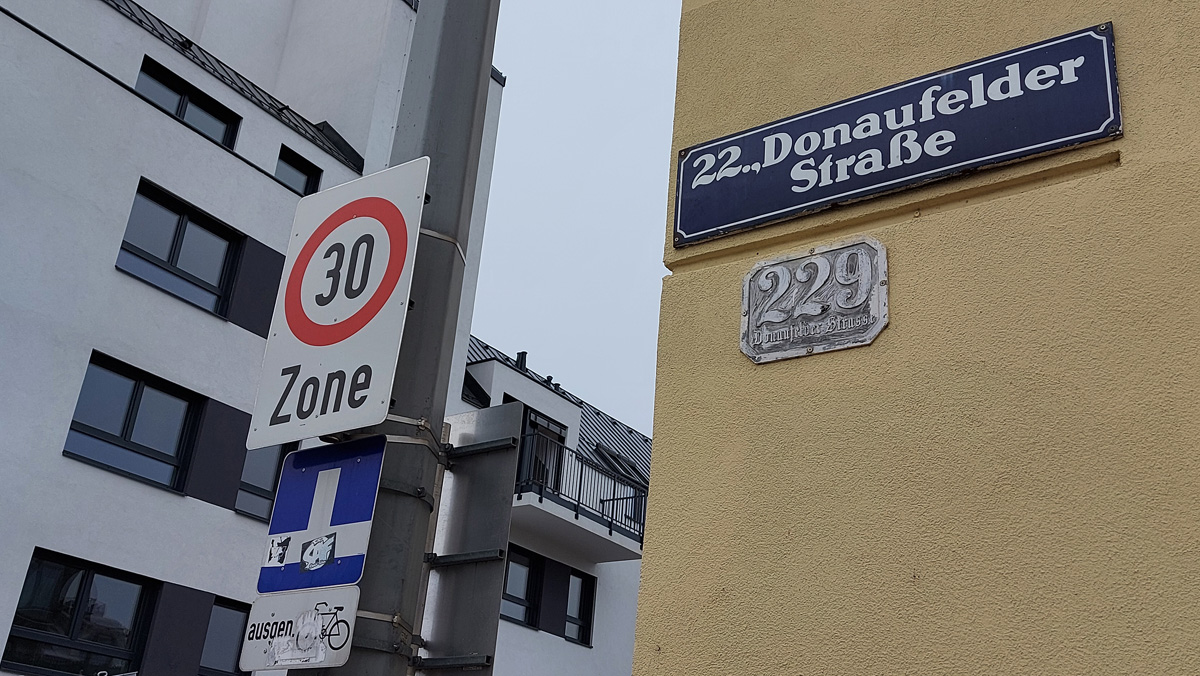 30
Zone
ausgen.
22., Donaufelder
Straße
229
Donaufelder Strasse